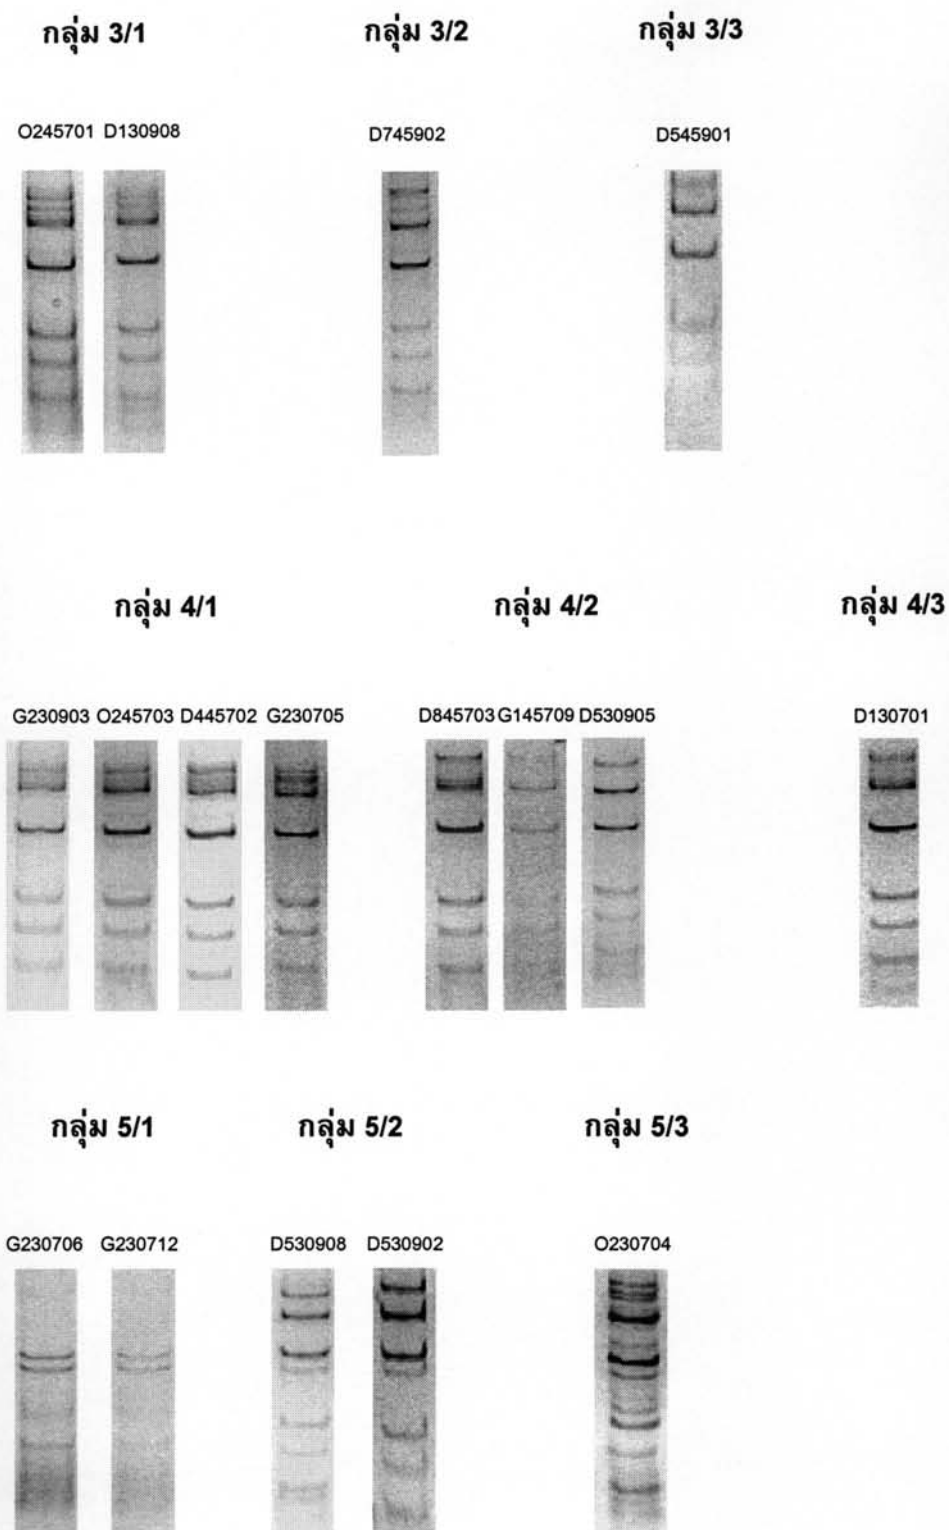 กลุ่ม 3/1 กลุ่ม 3/2 กลุ่ม 3/3
O245701 D130908 D745902 D545901
กลุ่ม 4/1 กลุ่ม 4/2 กลุ่ม 4/3
G230903 O245703 D445702 G230705 D845703 G145709 D530905 D130701
กลุ่ม 5/1 กลุ่ม 5/2 กลุ่ม 5/3
G230706 G230712 D530908 D530902 O230704